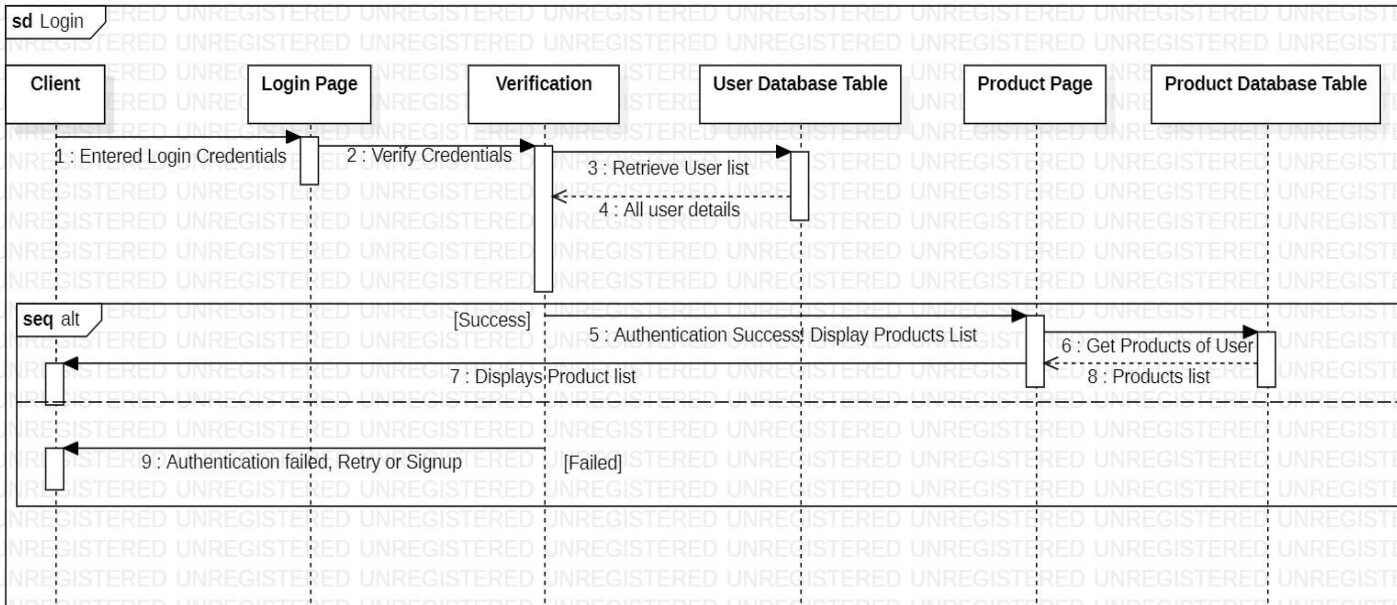 sd Login
Client
Login Page
Verification
User Database Table
Product Page
Product Database Table
1 : Entered Login Credentials
2 : Verify Credentials
3 : Retrieve User list
4 : All user details
seq alt
[Success]
5 : Authentication Success, Display Products List
6 : Get Products of User
7 : Displays Product list
8 : Products list
9 : Authentication failed, Retry or Signup
[Failed]
UNREGISTERED